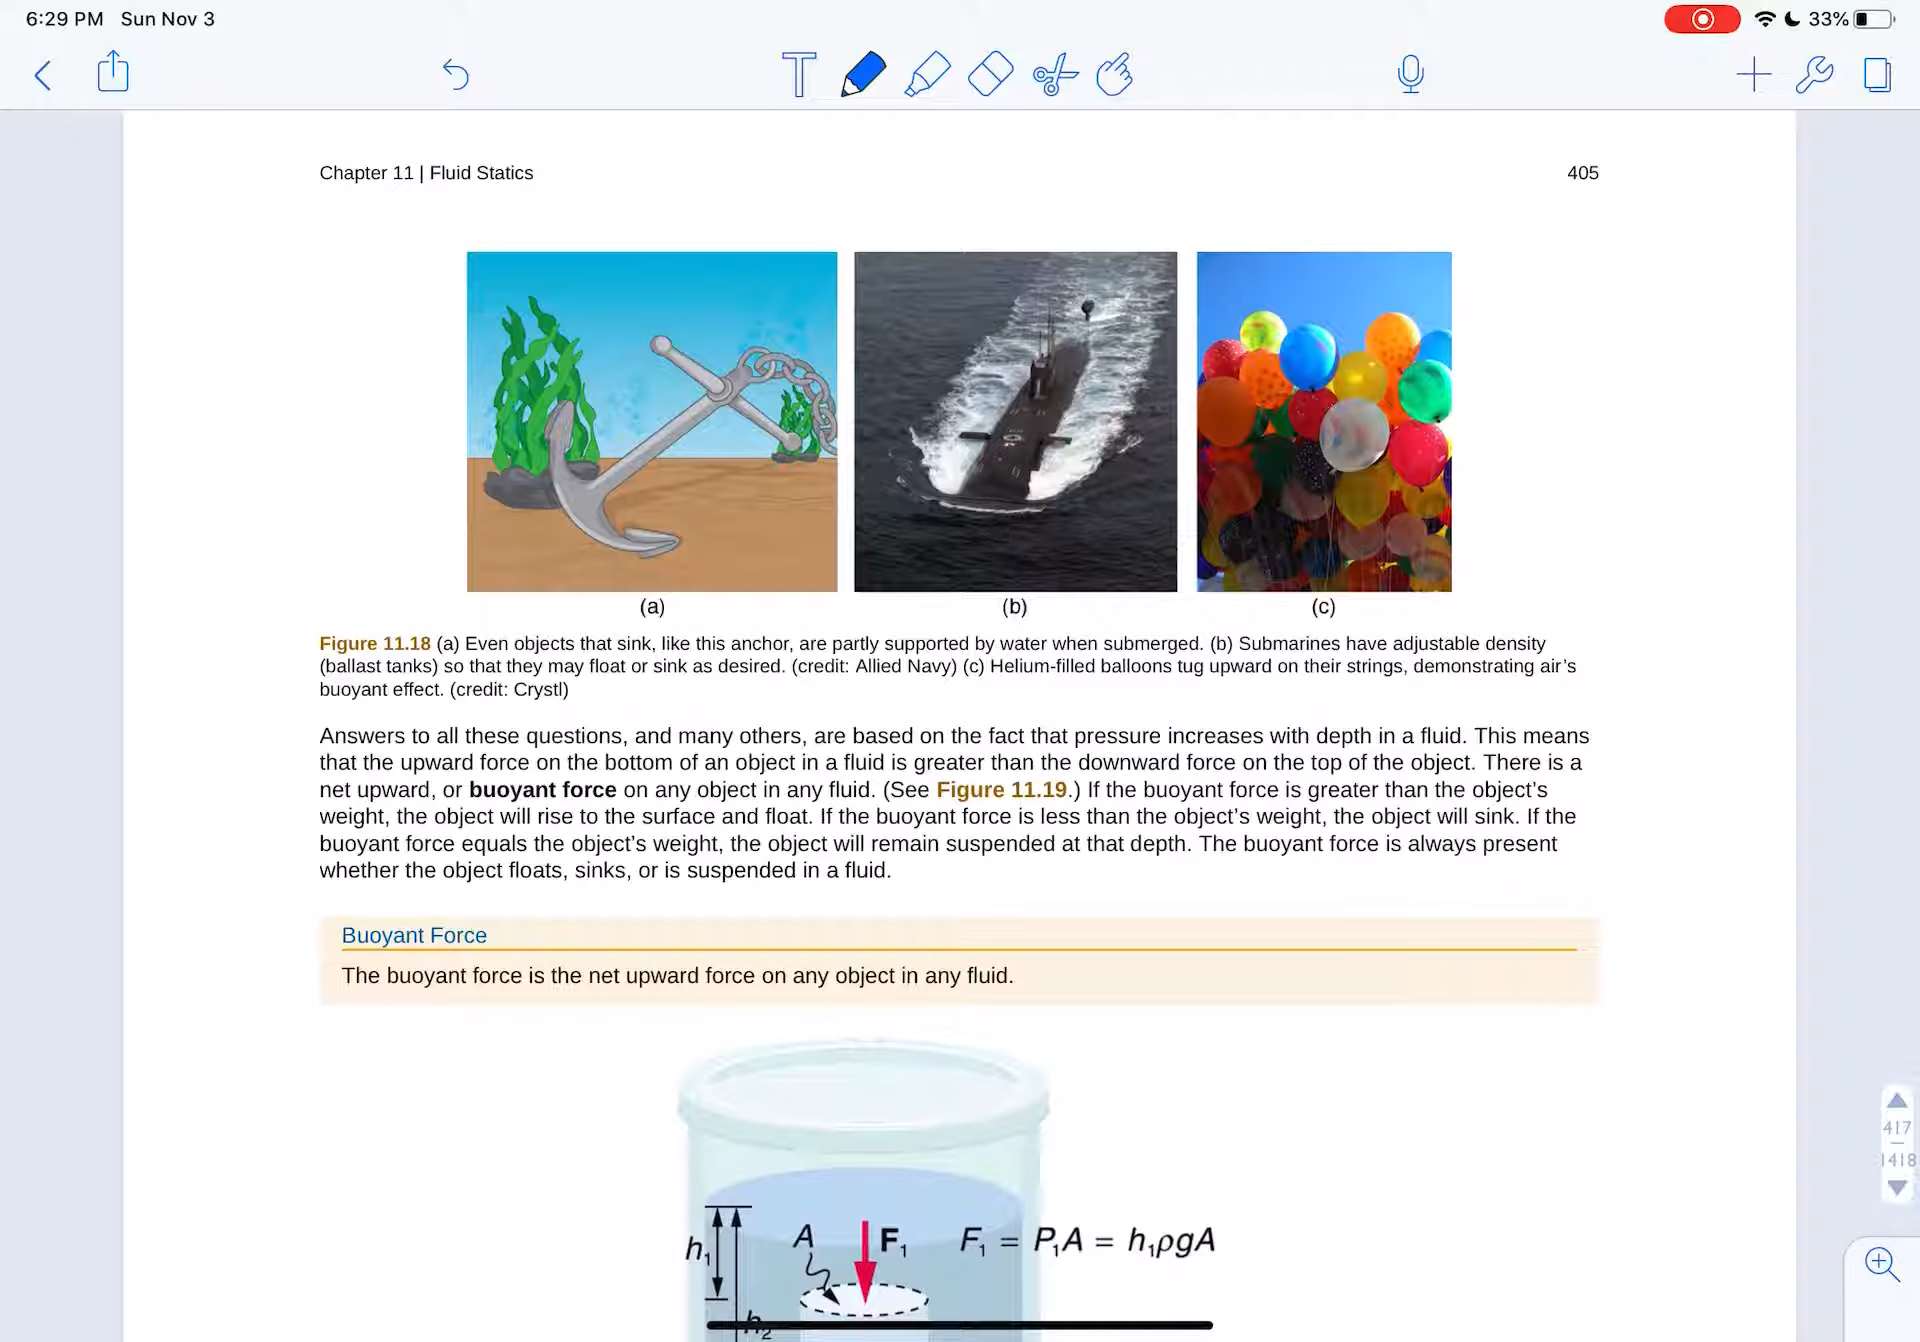 6:29 PM Sun Nov 3
33%
T
Chapter 11 | Fluid Statics
405
(a)
(b)
(c)
Figure 11.18 (a) Even objects that sink, like this anchor, are partly supported by water when submerged. (b) Submarines have adjustable density
(ballast tanks) so that they may float or sink as desired. (credit: Allied Navy) (c) Helium-filled balloons tug upward on their strings, demonstrating air’s
buoyant effect. (credit: Crystl)
Answers to all these questions, and many others, are based on the fact that pressure increases with depth in a fluid. This means
that the upward force on the bottom of an object in a fluid is greater than the downward force on the top of the object. There is a
net upward, or buoyant force on any object in any fluid. (See Figure 11.19.) If the buoyant force is greater than the object’s
weight, the object will rise to the surface and float. If the buoyant force is less than the object’s weight, the object will sink. If the
buoyant force equals the object’s weight, the object will remain suspended at that depth. The buoyant force is always present
whether the object floats, sinks, or is suspended in a fluid.
Buoyant Force
The buoyant force is the net upward force on any object in any fluid.
417
1418
h₁
A
F₁
F₁ = P₁A = h₁ρgA
h₂